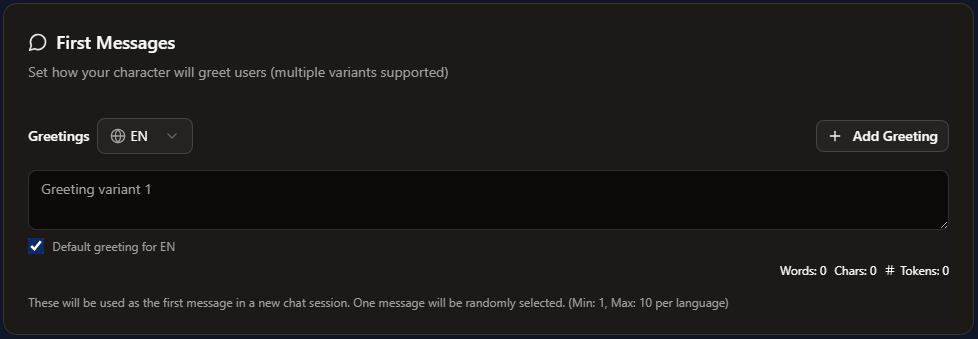 First Messages
Set how your character will greet users (multiple variants supported)
Greetings EN + Add Greeting
Greeting variant 1
Default greeting for EN
Words: 0 Chars: 0 # Tokens: 0
These will be used as the first message in a new chat session. One message will be randomly selected. (Min: 1, Max: 10 per language)